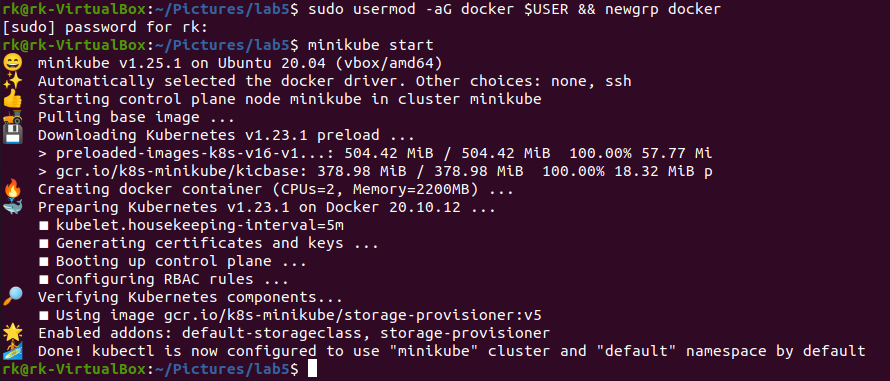 rk@rk-VirtualBox:~/Pictures/lab5$ sudo usermod -aG docker $USER && newgrp docker
[sudo] password for rk:
rk@rk-VirtualBox:~/Pictures/lab5$ minikube start
😄 minikube v1.25.1 on Ubuntu 20.04 (vbox/amd64)
✨ Automatically selected the docker driver. Other choices: none, ssh
👍 Starting control plane node minikube in cluster minikube
🚜 Pulling base image ...
💾 Downloading Kubernetes v1.23.1 preload ...
> preloaded-images-k8s-v16-v1...: 504.42 MiB / 504.42 MiB 100.00% 57.77 Mi
> gcr.io/k8s-minikube/kicbase: 378.98 MiB / 378.98 MiB 100.00% 18.32 MiB p
🔥 Creating docker container (CPUs=2, Memory=2200MB) ...
🐳 Preparing Kubernetes v1.23.1 on Docker 20.10.12 ...
▪ kubelet.housekeeping-interval=5m
▪ Generating certificates and keys ...
▪ Booting up control plane ...
▪ Configuring RBAC rules ...
🔎 Verifying Kubernetes components...
▪ Using image gcr.io/k8s-minikube/storage-provisioner:v5
🌟 Enabled addons: default-storageclass, storage-provisioner
🏄 Done! kubectl is now configured to use "minikube" cluster and "default" namespace by default
rk@rk-VirtualBox:~/Pictures/lab5$